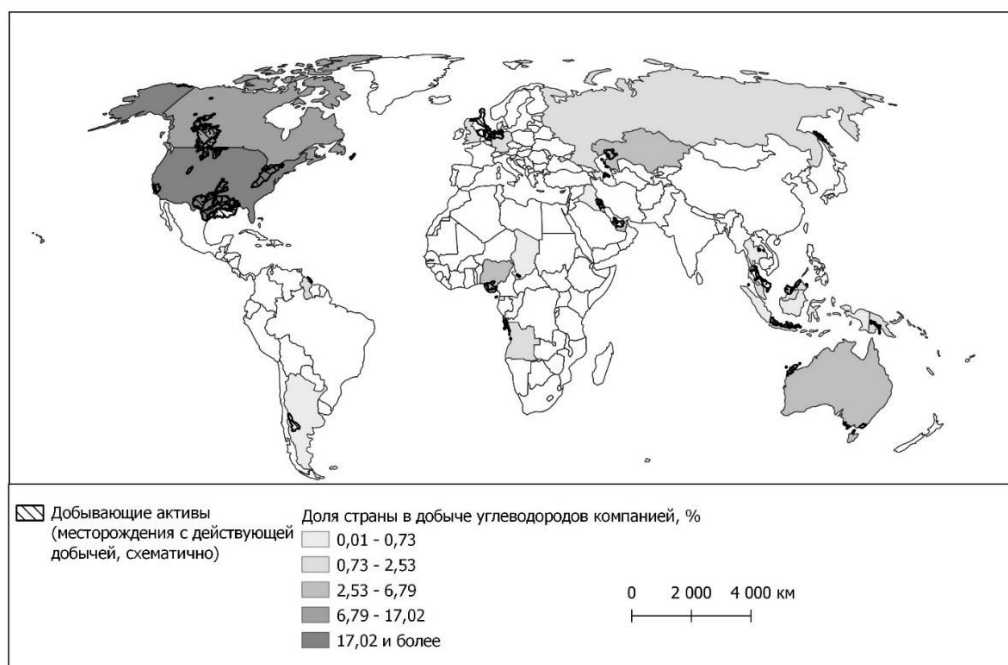 Добывающие активы
(месторождения с действующей
добычей, схематично)
Доля страны в добыче углеводородов компанией, %
0,01 - 0,73
0,73 - 2,53
2,53 - 6,79
6,79 - 17,02
17,02 и более
0 2 000 4 000 км